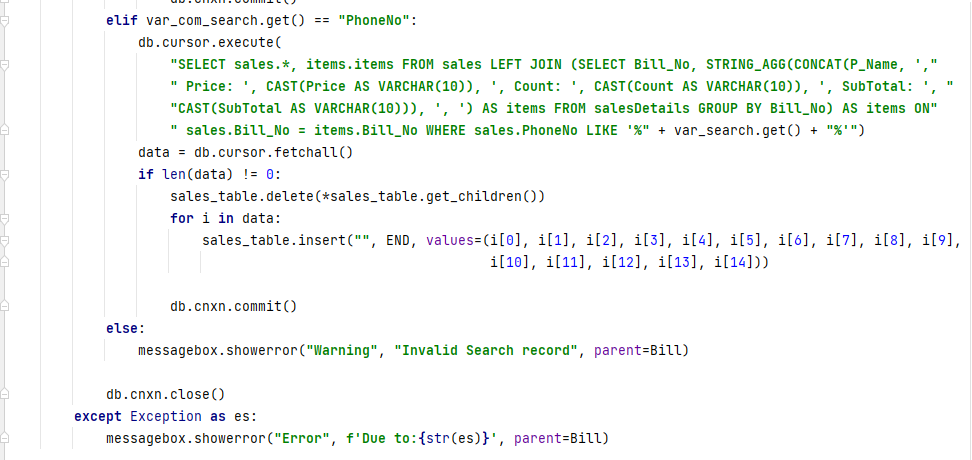 db.cnxn.commit()
elif var_com_search.get() == "PhoneNo":
db.cursor.execute(
"SELECT sales.*, items.items FROM sales LEFT JOIN (SELECT Bill_No, STRING_AGG(CONCAT(P_Name, ',"
" Price: ', CAST(Price AS VARCHAR(10)), ', Count: ', CAST(Count AS VARCHAR(10)), ', SubTotal: ', "
"CAST(SubTotal AS VARCHAR(10))), ', ') AS items FROM salesDetails GROUP BY Bill_No) AS items ON"
" sales.Bill_No = items.Bill_No WHERE sales.PhoneNo LIKE '%" + var_search.get() + "%'")
data = db.cursor.fetchall()
if len(data) != 0:
sales_table.delete(*sales_table.get_children())
for i in data:
sales_table.insert("", END, values=(i[0], i[1], i[2], i[3], i[4], i[5], i[6], i[7], i[8], i[9],
i[10], i[11], i[12], i[13], i[14]))
db.cnxn.commit()
else:
messagebox.showerror("Warning", "Invalid Search record", parent=Bill)
db.cnxn.close()
except Exception as es:
messagebox.showerror("Error", f'Due to:{str(es)}', parent=Bill)